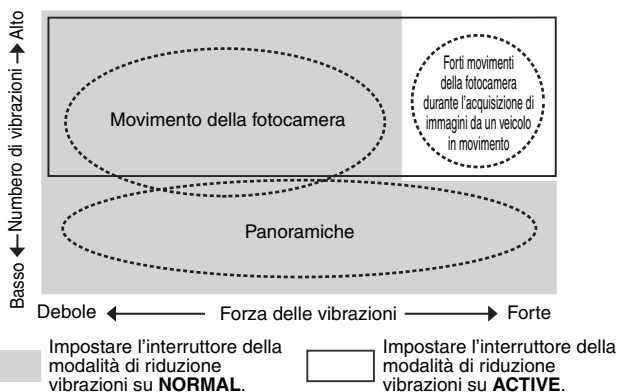 Basso ← Numbero di vibrazioni → Alto
Movimento della fotocamera
Forti movimenti
della fotocamera
durante l'acquisizione di
immagini da un veicolo
in movimento
Panoramiche
Debole ← Forza delle vibrazioni → Forte
Impostare l'interruttore della
modalità di riduzione
vibrazioni su NORMAL.
Impostare l'interruttore della
modalità di riduzione
vibrazioni su ACTIVE.